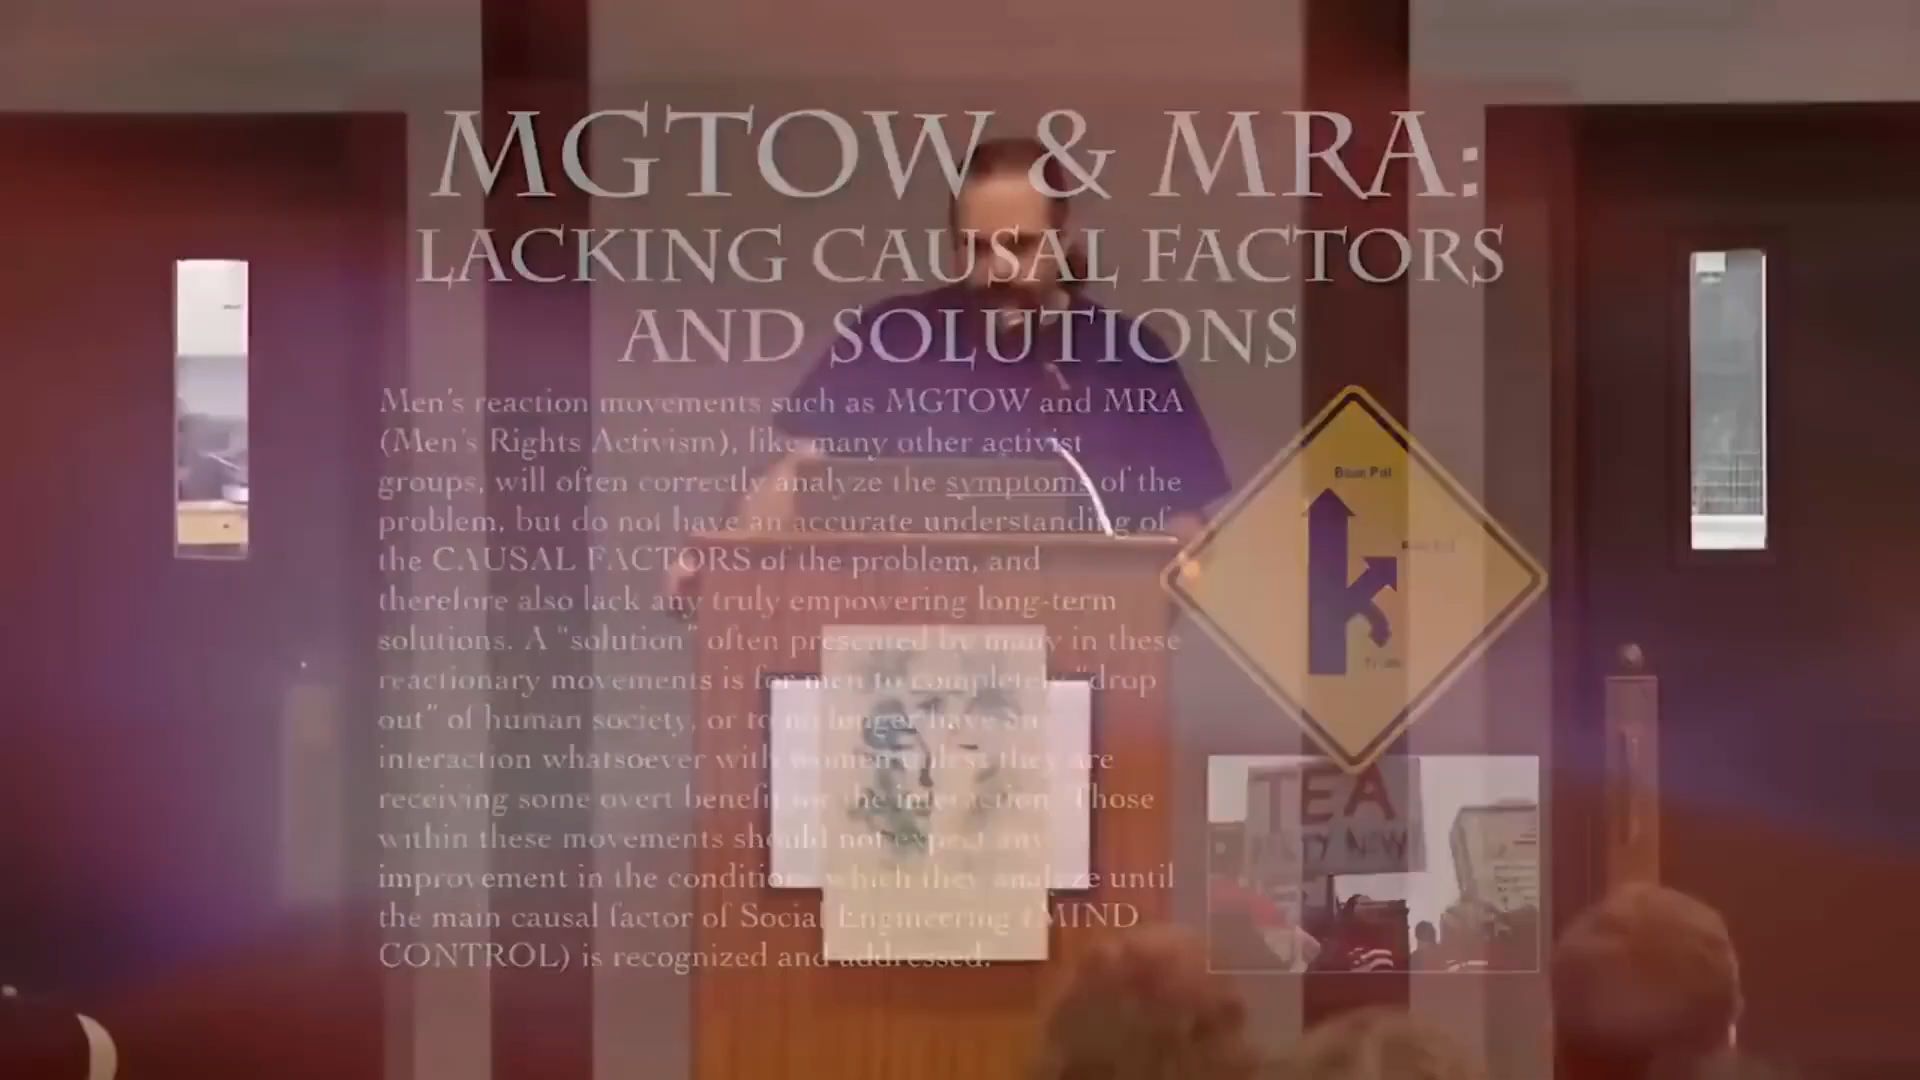 MGTOW & MRA:
LACKING CAUSAL FACTORS
AND SOLUTIONS
Men's reaction movements such as MGTOW and MRA
(Men's Rights Activism), like many other activist
groups, will often correctly analyze the symptoms of the
problem, but do not have an accurate understanding of
the CAUSAL FACTORS of the problem, and
therefore also lack any truly empowering long-term
solutions. A "solution" often presented by many in these
reactionary movements is for men to completely "drop
out" of human society, or to no longer have an
interaction whatsoever with women unless they are
receiving some overt benefit for the interaction. Those
within these movements should not expect any
improvement in the condition which they analyze until
the main causal factor of Social Engineering (MIND
CONTROL) is recognized and addressed.
Blue Pill
TEA
PARTY NOW